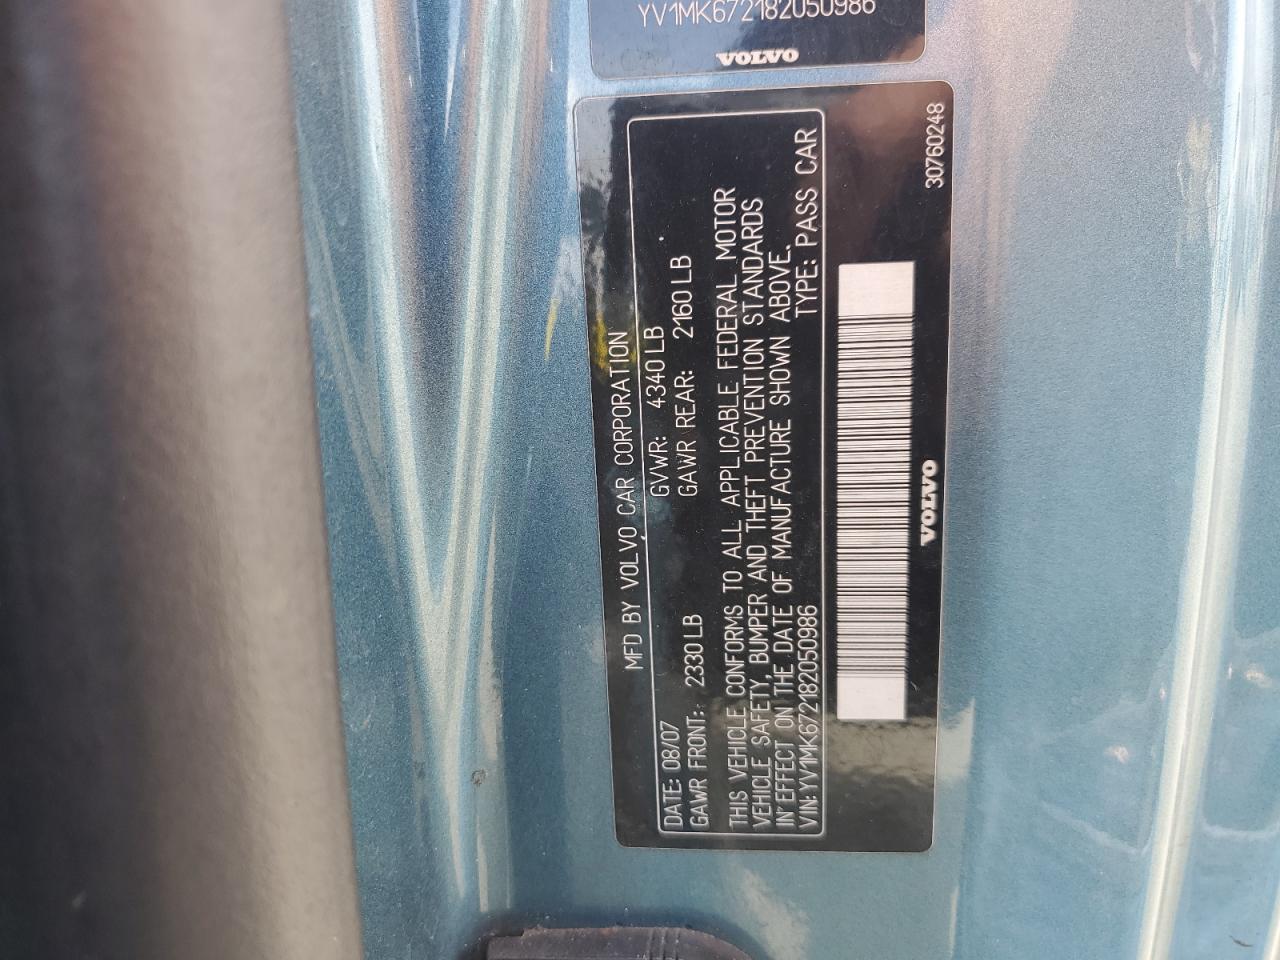 YV1MK672182050986
VOLVO
MFD BY VOLVO CAR CORPORATION
DATE: 08/07 GVWR: 4340 LB
GAWR FRONT: 2330 LB GAWR REAR: 2160 LB
THIS VEHICLE CONFORMS TO ALL APPLICABLE FEDERAL MOTOR
VEHICLE SAFETY, BUMPER AND THEFT PREVENTION STANDARDS
IN EFFECT ON THE DATE OF MANUFACTURE SHOWN ABOVE.
VIN: YV1MK672182050986 TYPE: PASS CAR
VOLVO
30760248